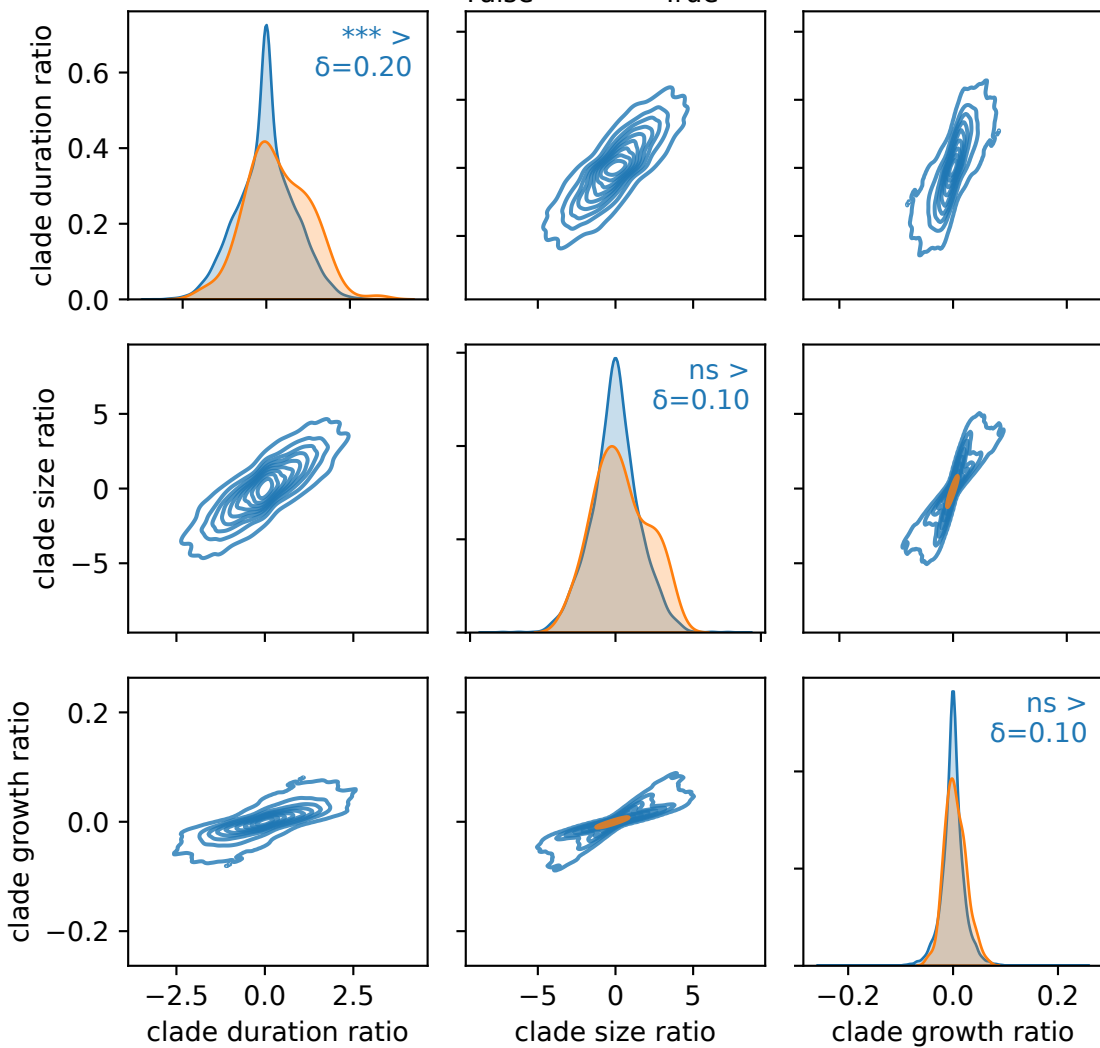 True
clade duration ratio
0.6
0.4
0.2
0.0
*** >
δ=0.20
clade size ratio
5
0
−5
ns >
δ=0.10
clade growth ratio
0.2
0.0
−0.2
ns >
δ=0.10
−2.5 0.0 2.5
−5 0 5
−0.2 0.0 0.2
clade duration ratio
clade size ratio
clade growth ratio